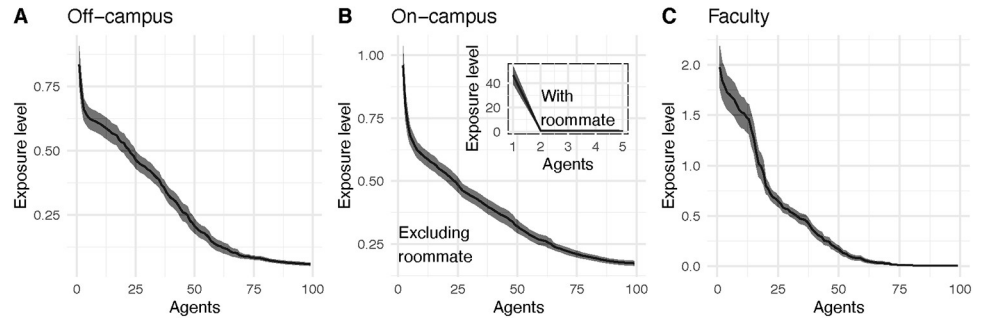 A Off−campus
Exposure level
0.75
0.50
0.25
0 25 50 75 100
Agents
B On−campus
Exposure level
1.00
0.75
0.50
0.25
Excluding
roommate
0 25 50 75 100
Agents
Exposure level
40
20
0
With
roommate
1 2 3 4 5
Agents
C Faculty
Exposure level
2.0
1.5
1.0
0.5
0.0
0 25 50 75 100
Agents